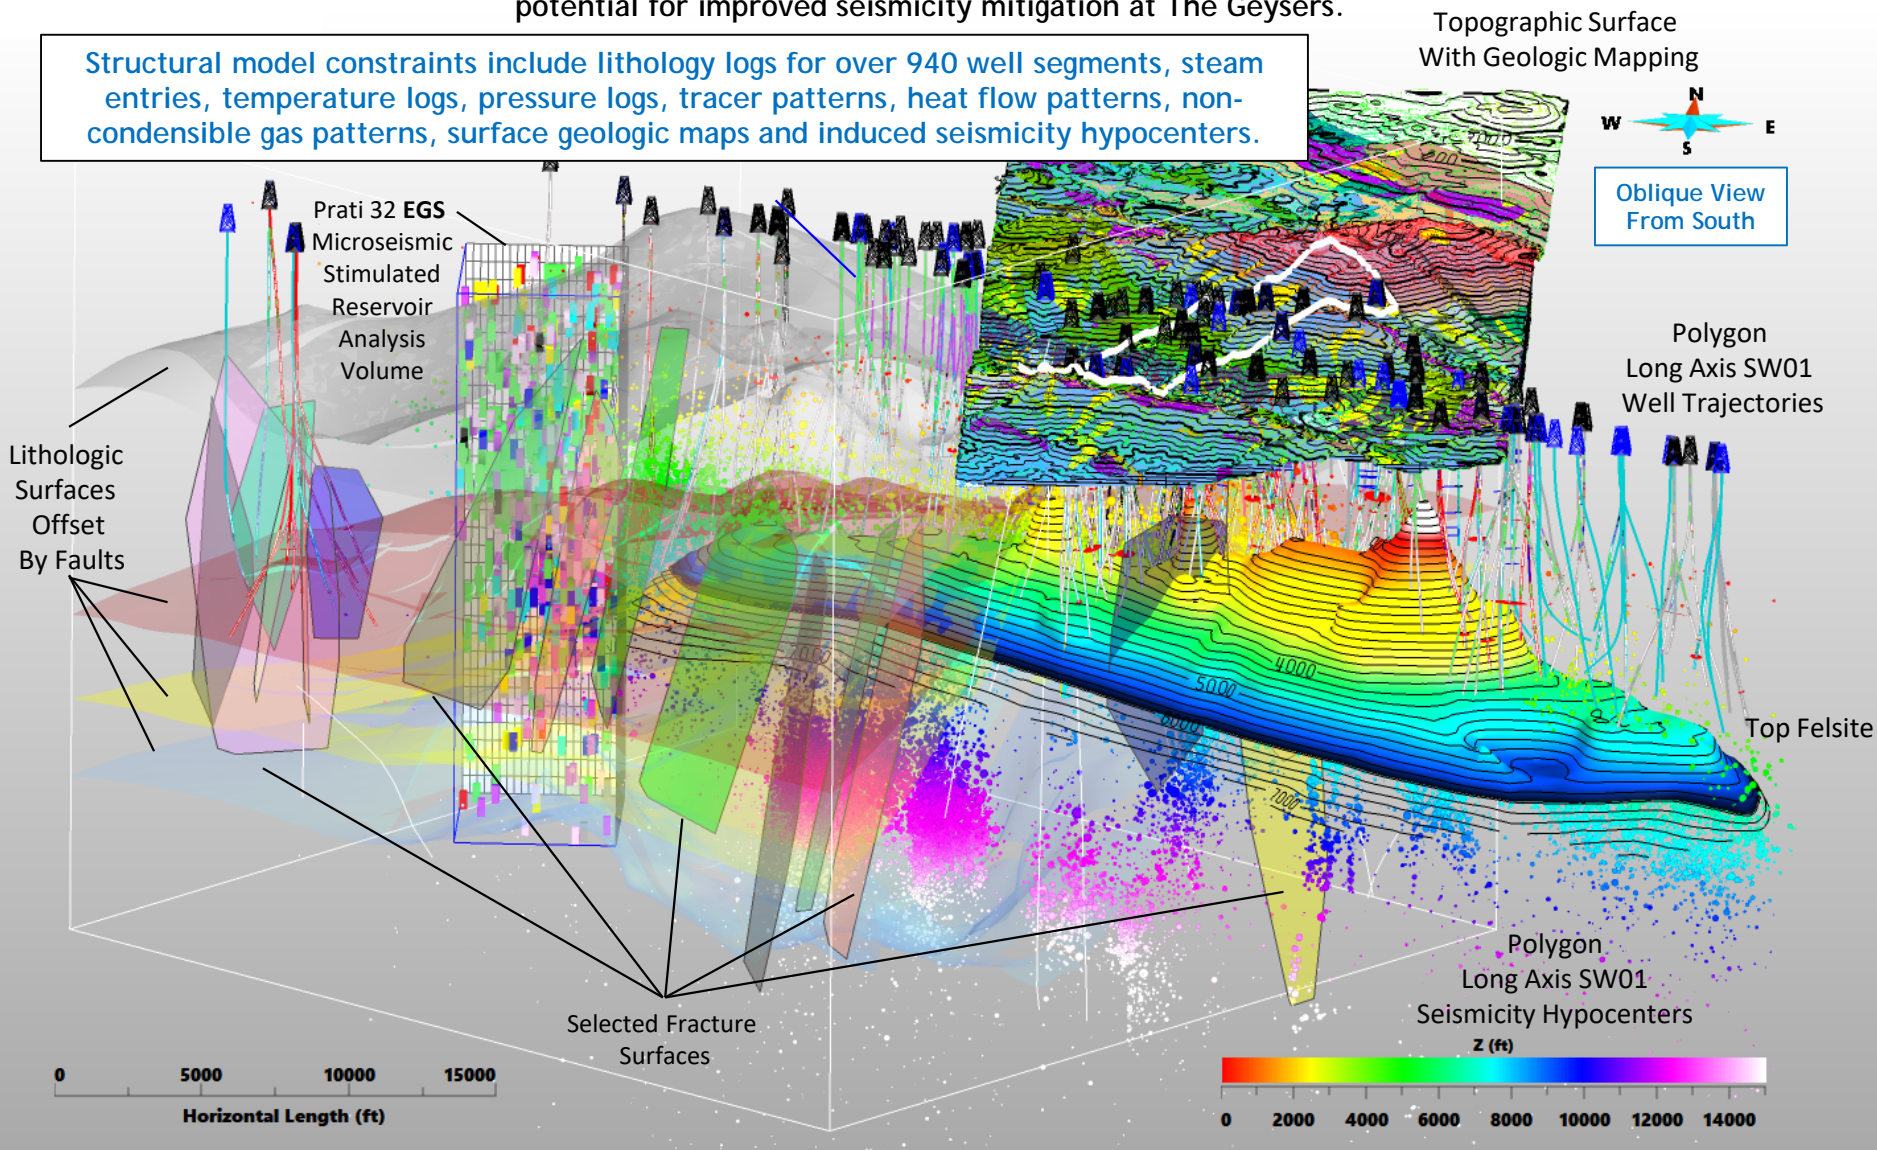 potential for improved seismicity mitigation at The Geysers.
Structural model constraints include lithology logs for over 940 well segments, steam
entries, temperature logs, pressure logs, tracer patterns, heat flow patterns, non-
condensible gas patterns, surface geologic maps and induced seismicity hypocenters.
Topographic Surface
With Geologic Mapping
N
W
E
S
Oblique View
From South
Prati 32 EGS
Microseismic
Stimulated
Reservoir
Analysis
Volume
Polygon
Long Axis SW01
Well Trajectories
Lithologic
Surfaces
Offset
By Faults
4000
5000
6000
7000
Top Felsite
Polygon
Long Axis SW01
Seismicity Hypocenters
Selected Fracture
Surfaces
0 5000 10000 15000
Horizontal Length (ft)
Z (ft)
0 2000 4000 6000 8000 10000 12000 14000